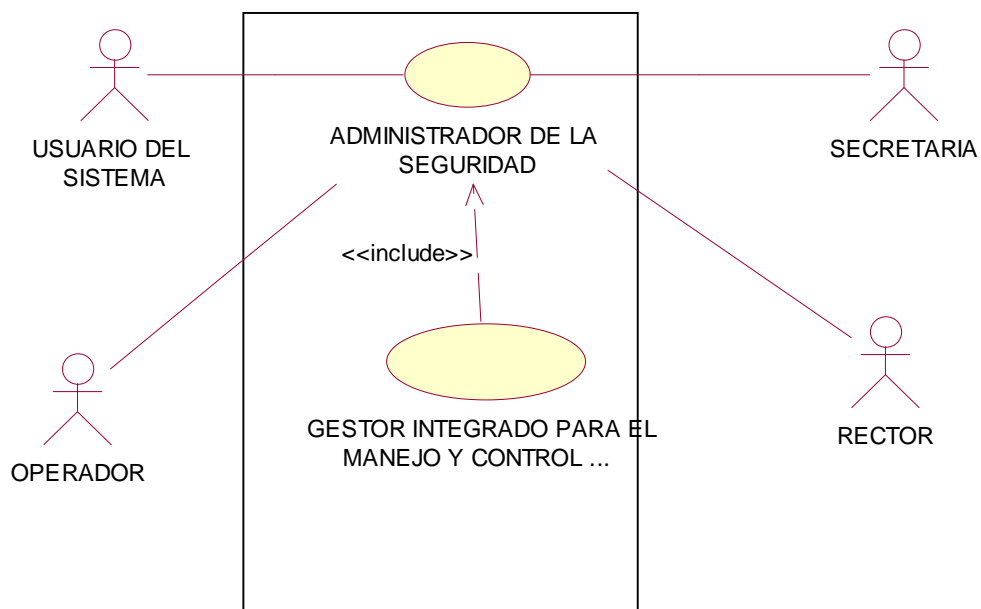 USUARIO DEL
SISTEMA
ADMINISTRADOR DE LA
SEGURIDAD
SECRETARIA
<<include>>
OPERADOR
GESTOR INTEGRADO PARA EL
MANEJO Y CONTROL ...
RECTOR